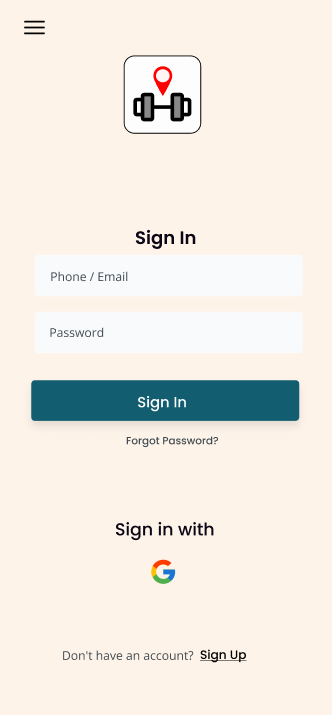 Sign In
Phone / Email
Password
Sign In
Forgot Password?
Sign in with
Don't have an account? Sign Up